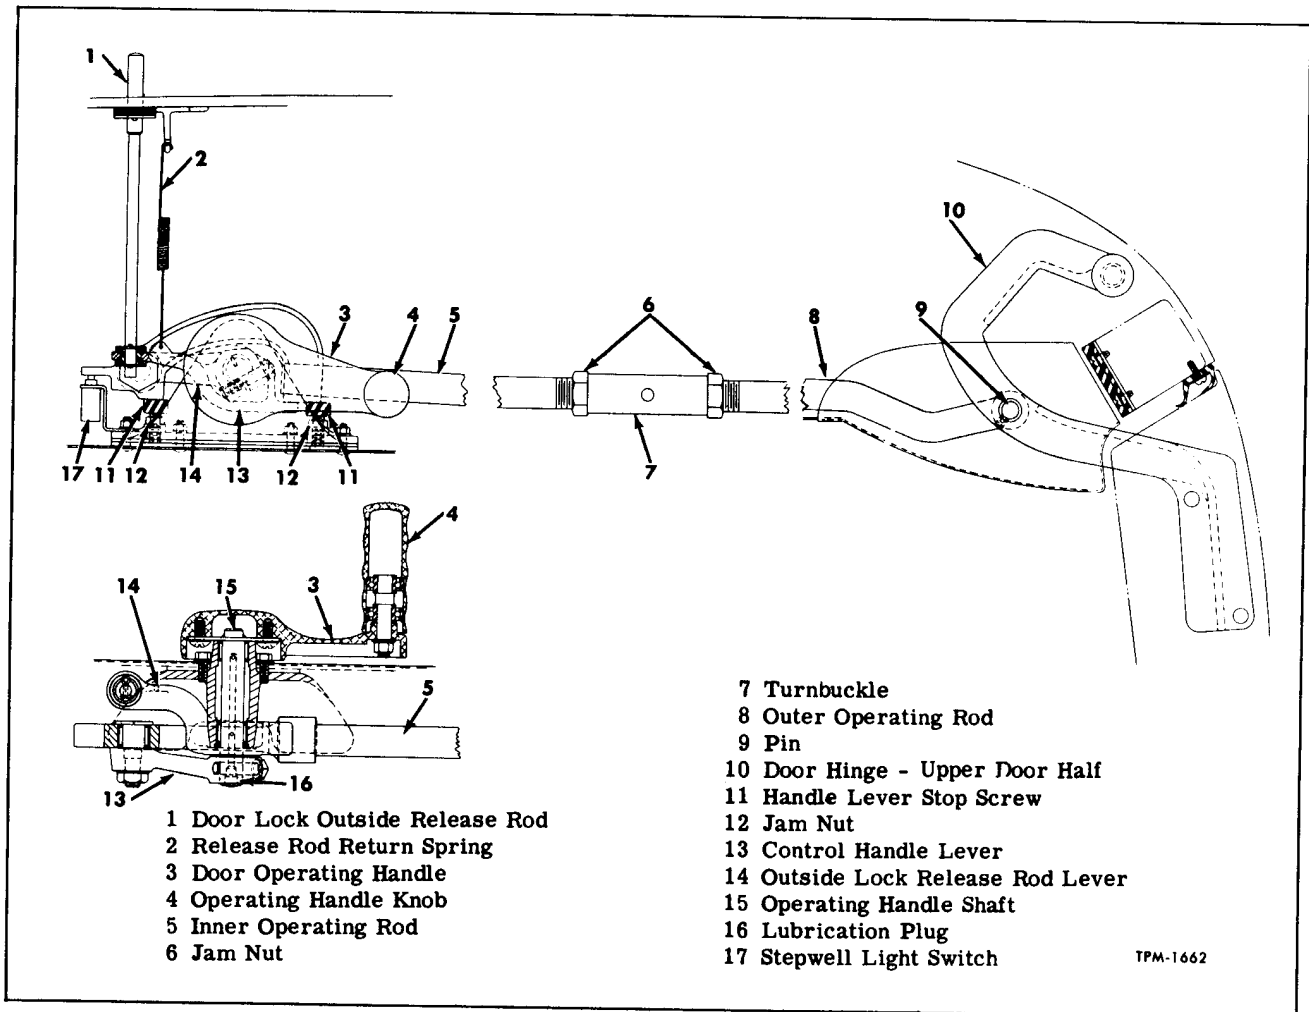 1
2
3
4
5
6
7
8
9
10
17
11
12
14
13
12
11
4
14
15
3
5
13
16
1 Door Lock Outside Release Rod
2 Release Rod Return Spring
3 Door Operating Handle
4 Operating Handle Knob
5 Inner Operating Rod
6 Jam Nut
7 Turnbuckle
8 Outer Operating Rod
9 Pin
10 Door Hinge - Upper Door Half
11 Handle Lever Stop Screw
12 Jam Nut
13 Control Handle Lever
14 Outside Lock Release Rod Lever
15 Operating Handle Shaft
16 Lubrication Plug
17 Stepwell Light Switch
TPM-1662